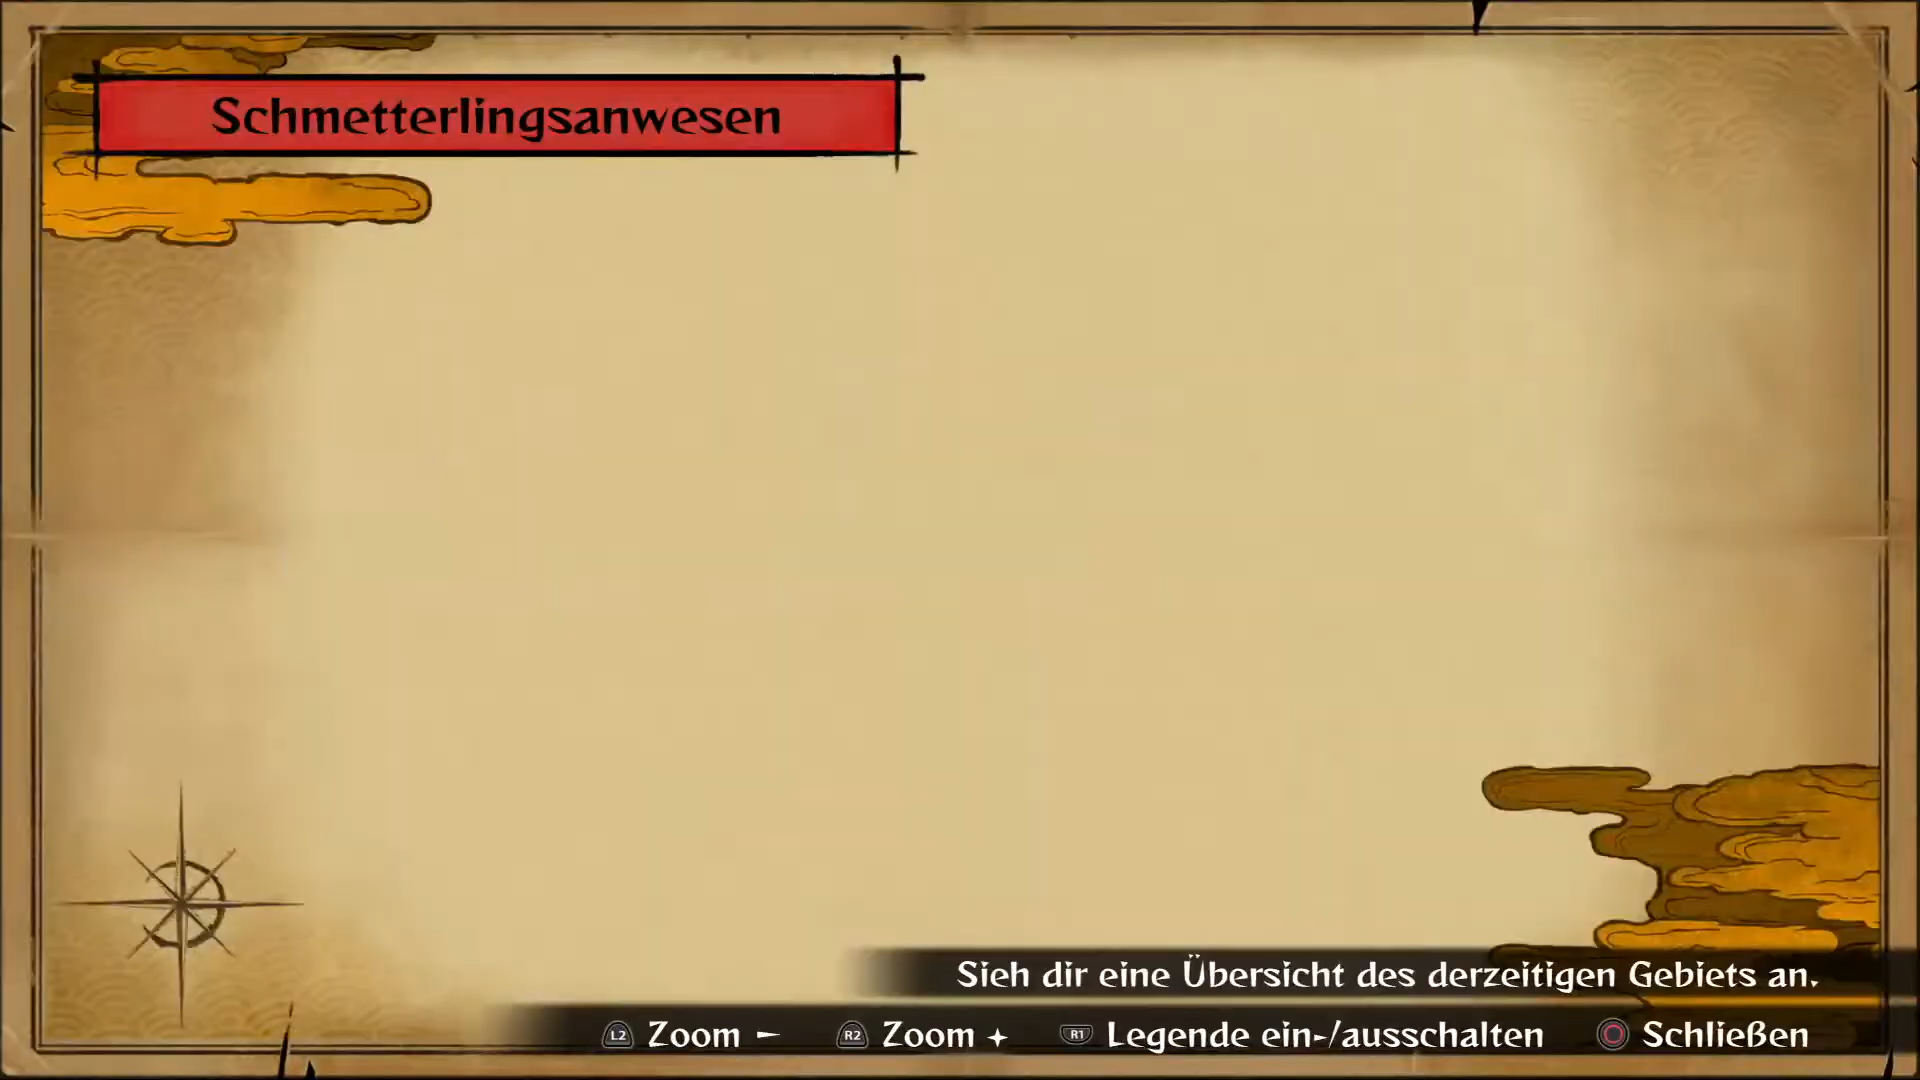 Schmetterlingsanwesen
Sieh dir eine Übersicht des derzeitigen Gebiets an.
L2 Zoom - R2 Zoom + R1 Legende ein-/ausschalten Schließen